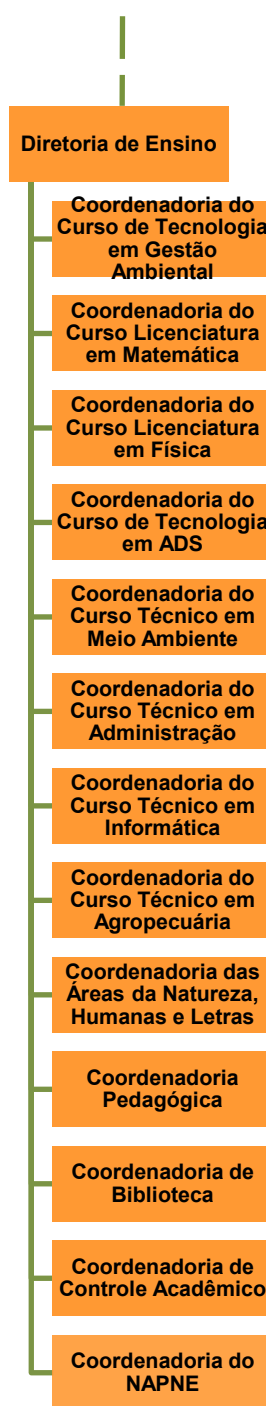 Diretoria de Ensino
Coordenadoria do
Curso de Tecnologia
em Gestão
Ambiental
Coordenadoria do
Curso Licenciatura
em Matemática
Coordenadoria do
Curso Licenciatura
em Física
Coordenadoria do
Curso de Tecnologia
em ADS
Coordenadoria do
Curso Técnico em
Meio Ambiente
Coordenadoria do
Curso Técnico em
Administração
Coordenadoria do
Curso Técnico em
Informática
Coordenadoria do
Curso Técnico em
Agropecuária
Coordenadoria das
Áreas da Natureza,
Humanas e Letras
Coordenadoria
Pedagógica
Coordenadoria de
Biblioteca
Coordenadoria de
Controle Acadêmico
Coordenadoria do
NAPNE